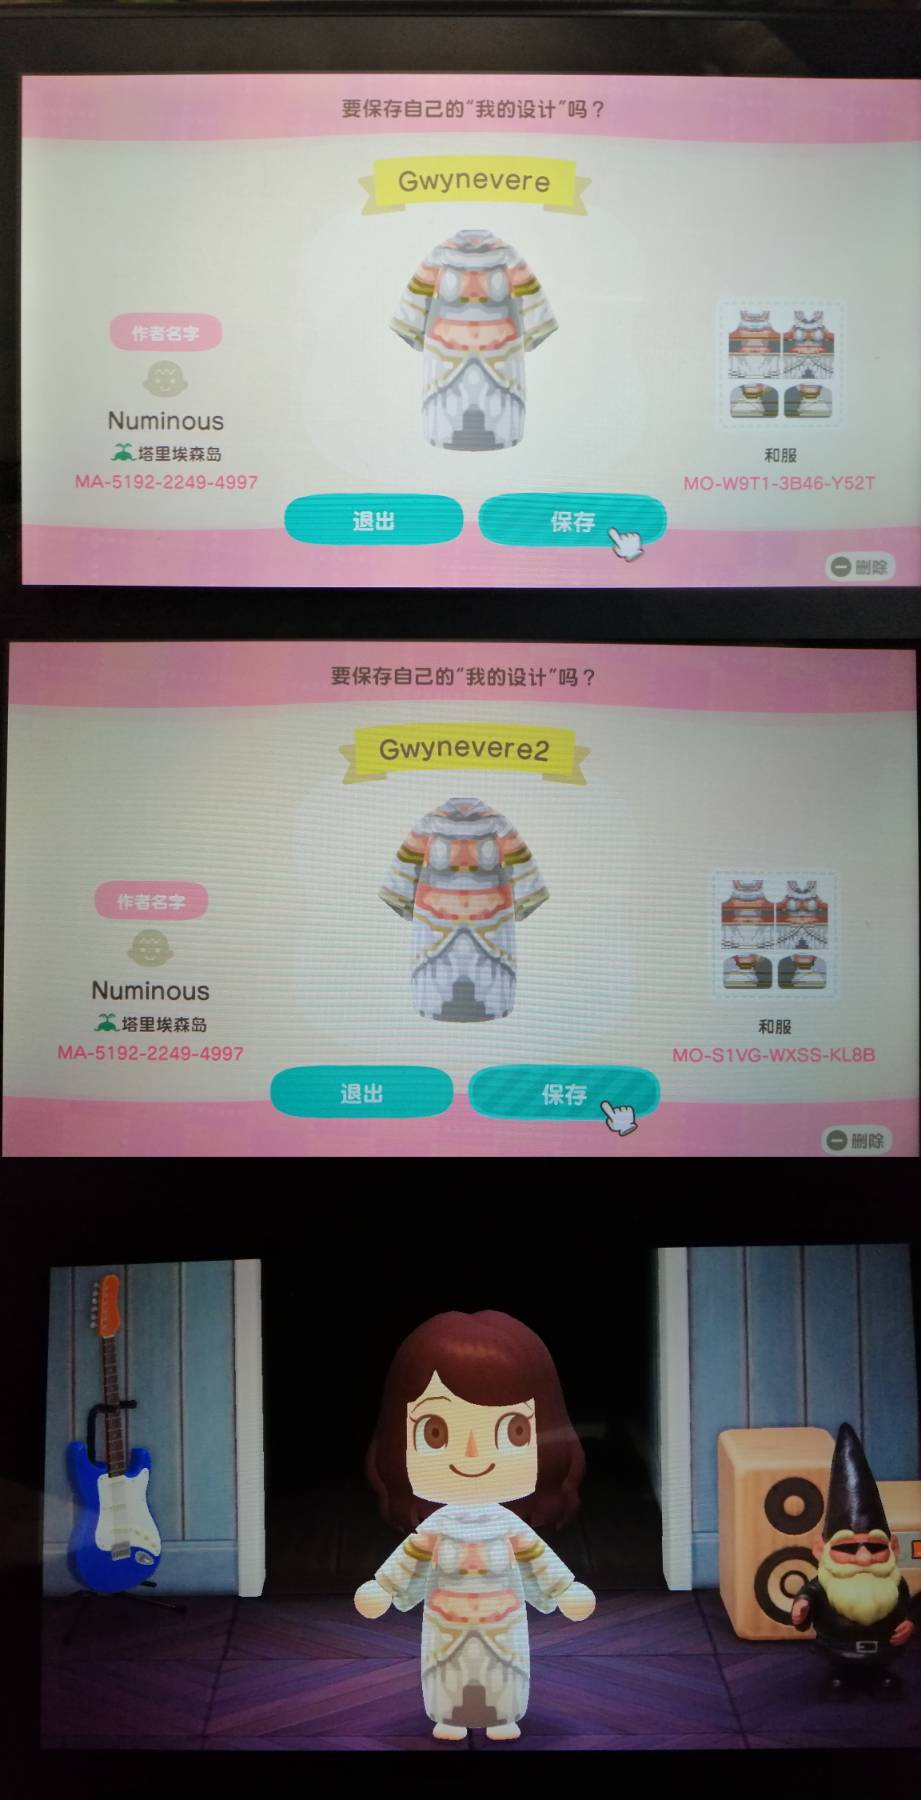 要保存自己的“我的设计”吗？
Gwynevere
作者名字
Numinous
塔里埃森岛
MA-5192-2249-4997
和服
MO-W9T1-3B46-Y52T
退出
保存
删除
要保存自己的“我的设计”吗？
Gwynevere2
作者名字
Numinous
塔里埃森岛
MA-5192-2249-4997
和服
MO-S1VG-WXSS-KL8B
退出
保存
删除